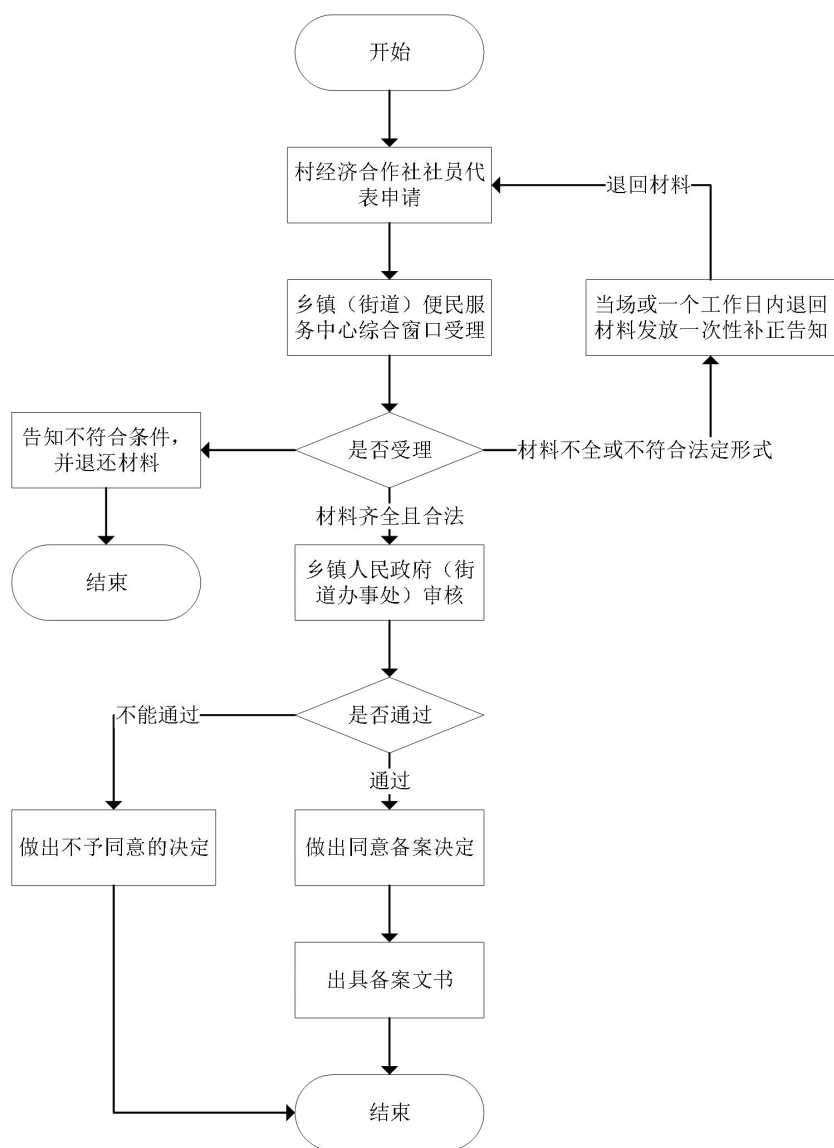 开始
村经济合作社社员代
表申请
退回材料
乡镇（街道）便民服
务中心综合窗口受理
当场或一个工作日内退回
材料发放一次性补正告知
告知不符合条件，
并退还材料
是否受理
材料不全或不符合法定形式
材料齐全且合法
结束
乡镇人民政府（街
道办事处）审核
不能通过
是否通过
通过
做出不予同意的决定
做出同意备案决定
出具备案文书
结束